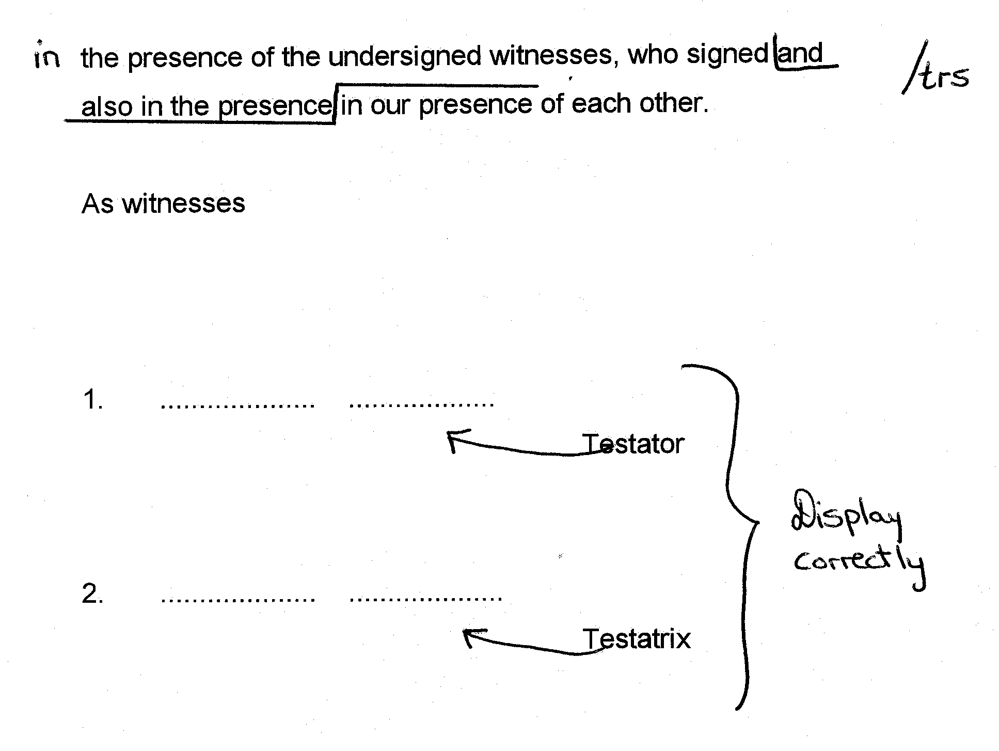 in the presence of the undersigned witnesses, who signed and /trs
also in the presence in our presence of each other.
As witnesses
1. .................... ...................
Testator
Display
correctly
2. .................... ....................
Testatrix